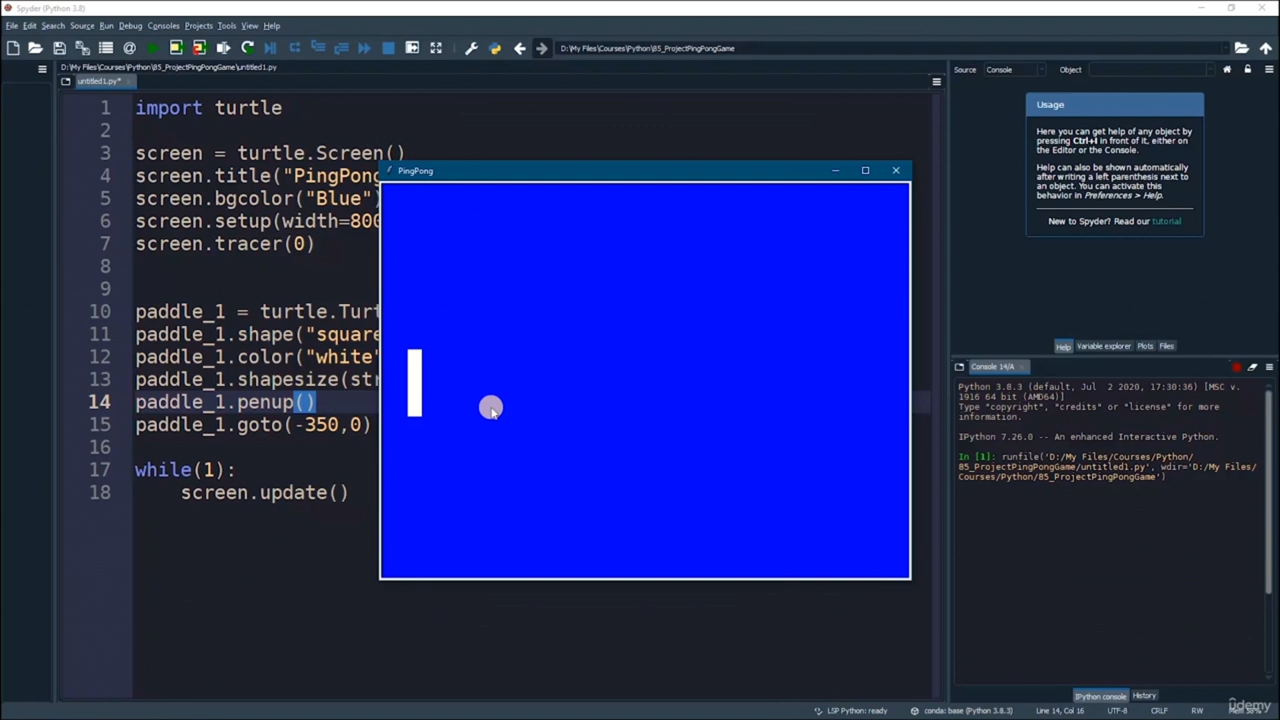 Spyder (Python 3.8)
File Edit Search Source Run Debug Consoles Projects Tools View Help
D:\My Files\Courses\Python\85_ProjectPingPongGame
D:\My Files\Courses\Python\85_ProjectPingPongGame\untitled1.py
untitled1.py*
1 import turtle
2
3 screen = turtle.Screen()
4 screen.title("PingPong
5 screen.bgcolor("Blue")
6 screen.setup(width=800
7 screen.tracer(0)
8
9
10 paddle_1 = turtle.Turt
11 paddle_1.shape("square
12 paddle_1.color("white"
13 paddle_1.shapesize(str
14 paddle_1.penup()
15 paddle_1.goto(-350,0)
16
17 while(1):
18 screen.update()
PingPong
Source Console Object
Usage
Here you can get help of any object by
pressing Ctrl+I in front of it, either on
the Editor or the Console.
Help can also be shown automatically
after writing a left parenthesis next to
an object. You can activate this
behavior in Preferences > Help.
New to Spyder? Read our tutorial
Help Variable explorer Plots Files
Console 14/A
Python 3.8.3 (default, Jul 2 2020, 17:30:36) [MSC v.
1916 64 bit (AMD64)]
Type "copyright", "credits" or "license" for more
information.
IPython 7.26.0 -- An enhanced Interactive Python.
In [1]: runfile('D:/My Files/Courses/Python/
85_ProjectPingPongGame/untitled1.py', wdir='D:/My Files/
Courses/Python/85_ProjectPingPongGame')
IPython console History
LSP Python: ready conda: base (Python 3.8.3) Line 14, Col 16 UTF-8 CRLF RW
udemy